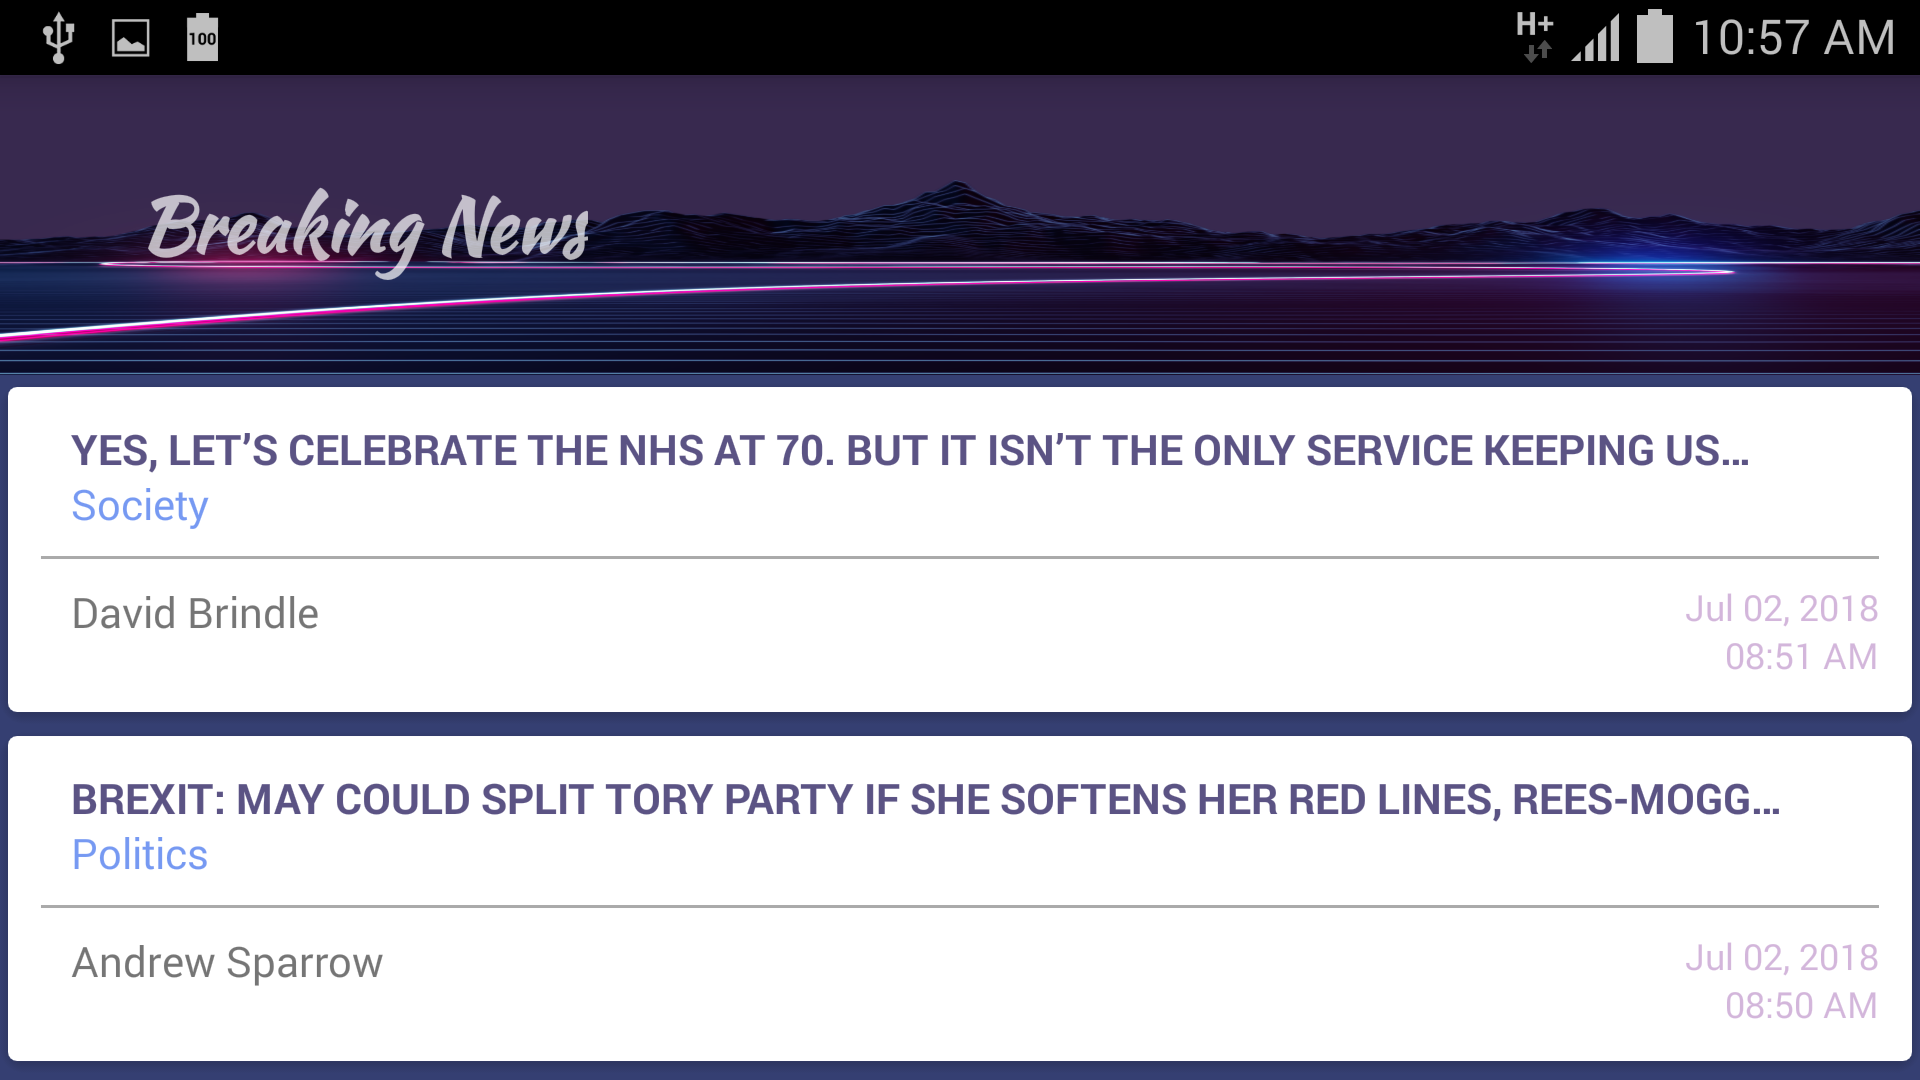 100
H+
10:57 AM
Breaking News
YES, LET’S CELEBRATE THE NHS AT 70. BUT IT ISN’T THE ONLY SERVICE KEEPING US…
Society
David Brindle
Jul 02, 2018
08:51 AM
BREXIT: MAY COULD SPLIT TORY PARTY IF SHE SOFTENS HER RED LINES, REES-MOGG…
Politics
Andrew Sparrow
Jul 02, 2018
08:50 AM